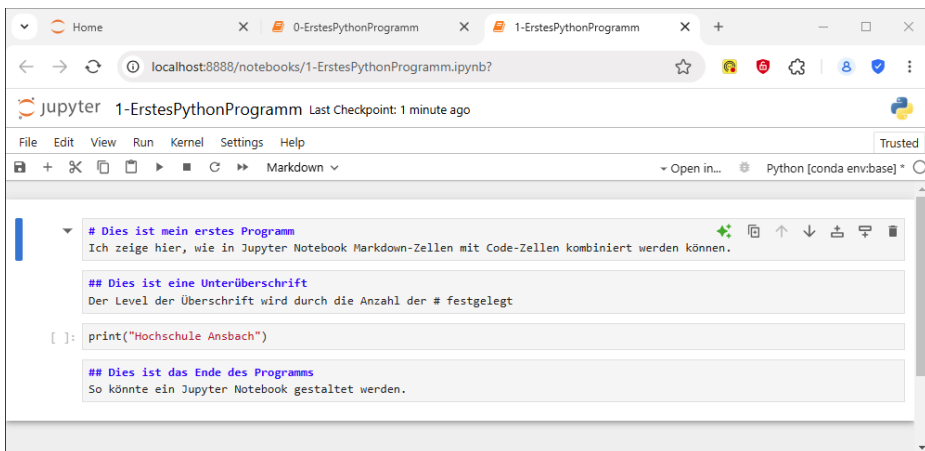 Home
0-ErstesPythonProgramm
1-ErstesPythonProgramm
localhost:8888/notebooks/1-ErstesPythonProgramm.ipynb?
6
8
jupyter 1-ErstesPythonProgramm Last Checkpoint: 1 minute ago
File Edit View Run Kernel Settings Help Trusted
Markdown Open in... Python [conda env:base] *
# Dies ist mein erstes Programm
Ich zeige hier, wie in Jupyter Notebook Markdown-Zellen mit Code-Zellen kombiniert werden können.
## Dies ist eine Unterüberschrift
Der Level der Überschrift wird durch die Anzahl der # festgelegt
[ ]: print("Hochschule Ansbach")
## Dies ist das Ende des Programms
So könnte ein Jupyter Notebook gestaltet werden.